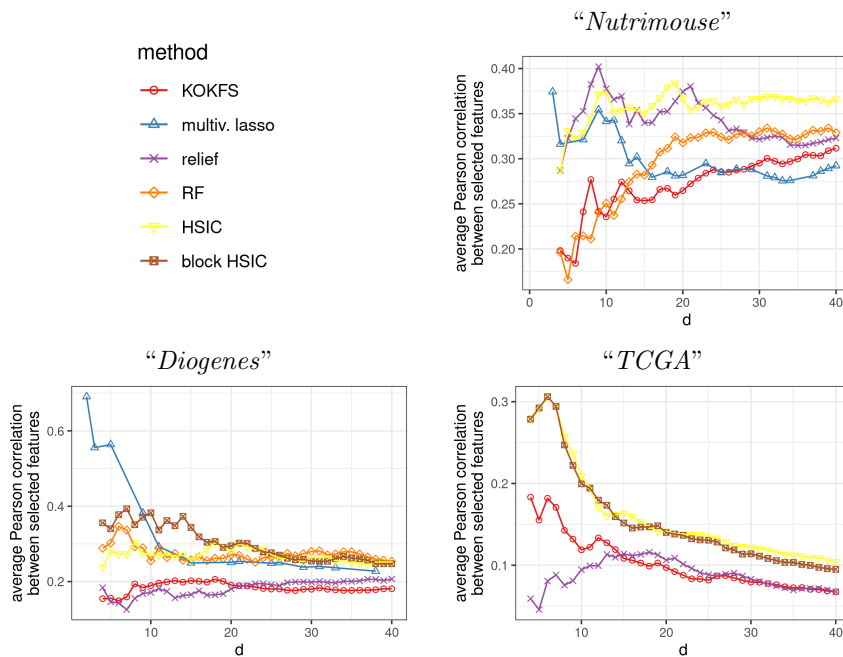 “Nutrimouse”
method
KOKFS
multiv. lasso
relief
RF
HSIC
block HSIC
average Pearson correlation
between selected features
0.40
0.35
0.30
0.25
0.20
0
10
20
30
40
d
“Diogenes”
average Pearson correlation
between selected features
0.6
0.4
0.2
10
20
30
40
d
“TCGA”
average Pearson correlation
between selected features
0.3
0.2
0.1
10
20
30
40
d